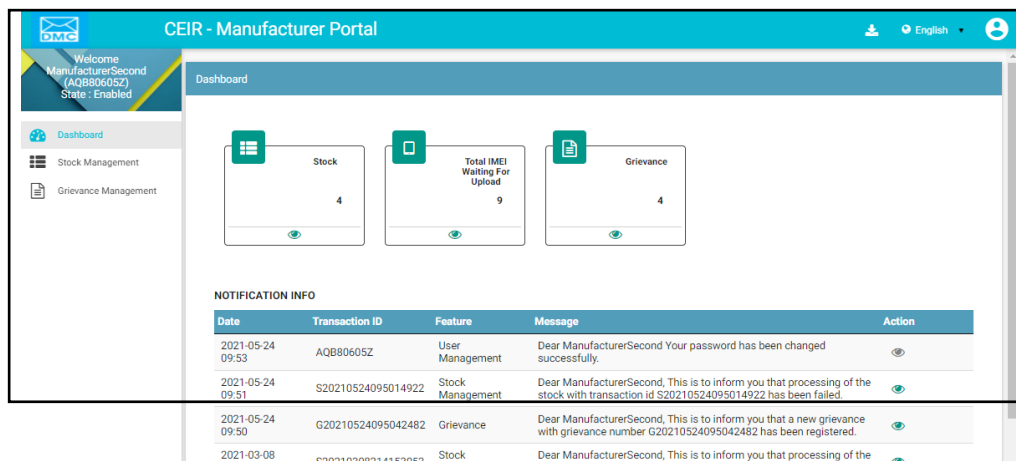 DMC
CEIR - Manufacturer Portal
English
Welcome
ManufacturerSecond
(AQB80605Z)
State : Enabled
Dashboard
Stock Management
Grievance Management
Dashboard
Stock
4
Total IMEI
Waiting For
Upload
9
Grievance
4
NOTIFICATION INFO
Date Transaction ID Feature Message Action
2021-05-24
09:53
AQB80605Z
User
Management
Dear ManufacturerSecond Your password has been changed
successfully.
2021-05-24
09:51
S20210524095014922
Stock
Management
Dear ManufacturerSecond, This is to inform you that processing of the
stock with transaction id S20210524095014922 has been failed.
2021-05-24
09:50
G20210524095042482
Grievance
Dear ManufacturerSecond, This is to inform you that a new grievance
with grievance number G20210524095042482 has been registered.
2021-03-08
Stock
Dear ManufacturerSecond, This is to inform you that processing of the